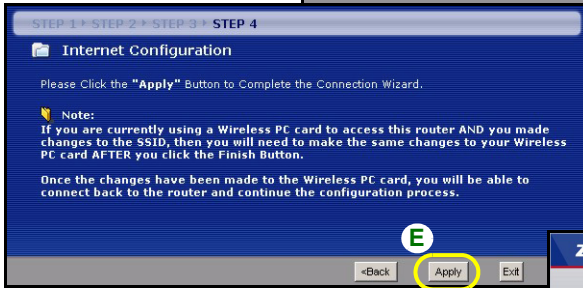 STEP 1 › STEP 2 › STEP 3 › STEP 4
Internet Configuration
Please Click the "Apply" Button to Complete the Connection Wizard.
Note:
If you are currently using a Wireless PC card to access this router AND you made
changes to the SSID, then you will need to make the same changes to your Wireless
PC card AFTER you click the Finish Button.
Once the changes have been made to the Wireless PC card, you will be able to
connect back to the router and continue the configuration process.
E
<Back Apply Exit